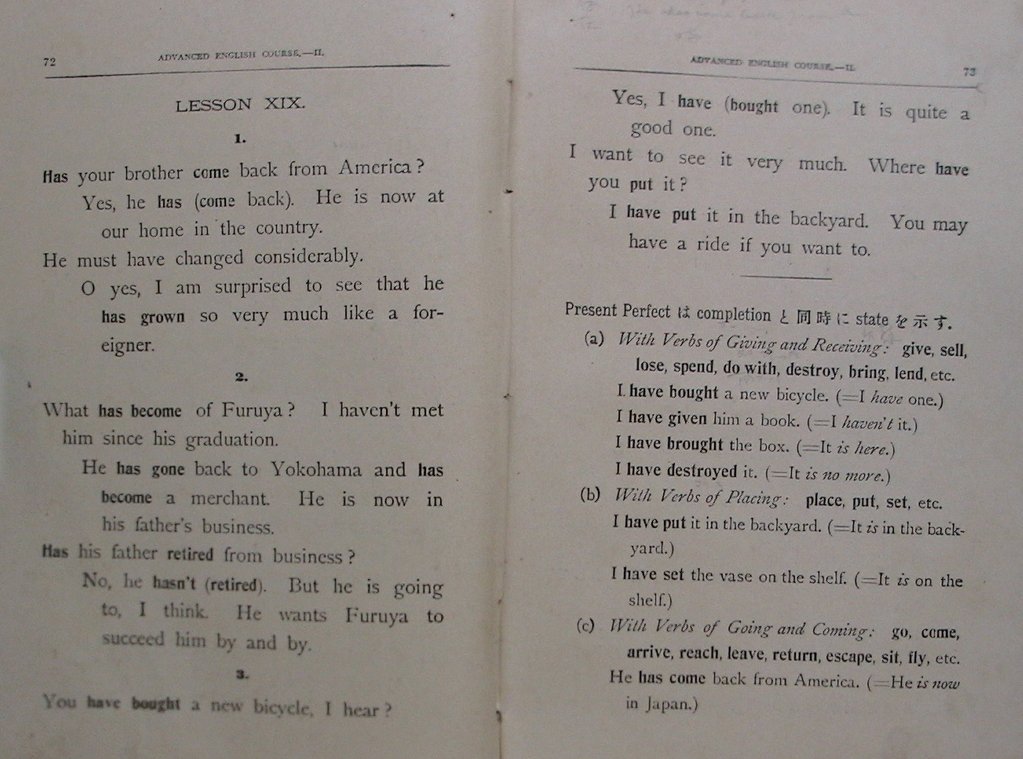 72
ADVANCED ENGLISH COURSE.—II.
LESSON XIX.
1.
Has your brother come back from America?
Yes, he has (come back). He is now at
our home in the country.
He must have changed considerably.
O yes, I am surprised to see that he
has grown so very much like a for-
eigner.
2.
What has become of Furuya? I haven't met
him since his graduation.
He has gone back to Yokohama and has
become a merchant. He is now in
his father's business.
Has his father retired from business?
No, he hasn't (retired). But he is going
to, I think. He wants Furuya to
succeed him by and by.
3.
You have bought a new bicycle, I hear?
ADVANCED ENGLISH COURSE.—II.
73
Yes, I have (bought one). It is quite a
good one.
I want to see it very much. Where have
you put it?
I have put it in the backyard. You may
have a ride if you want to.
Present Perfect は completion と同時に state を示す.
(a) With Verbs of Giving and Receiving: give, sell,
lose, spend, do with, destroy, bring, lend, etc.
I have bought a new bicycle. (=I have one.)
I have given him a book. (=I haven't it.)
I have brought the box. (=It is here.)
I have destroyed it. (=It is no more.)
(b) With Verbs of Placing: place, put, set, etc.
I have put it in the backyard. (=It is in the back-
yard.)
I have set the vase on the shelf. (=It is on the
shelf.)
(c) With Verbs of Going and Coming: go, come,
arrive, reach, leave, return, escape, sit, fly, etc.
He has come back from America. (=He is now
in Japan.)